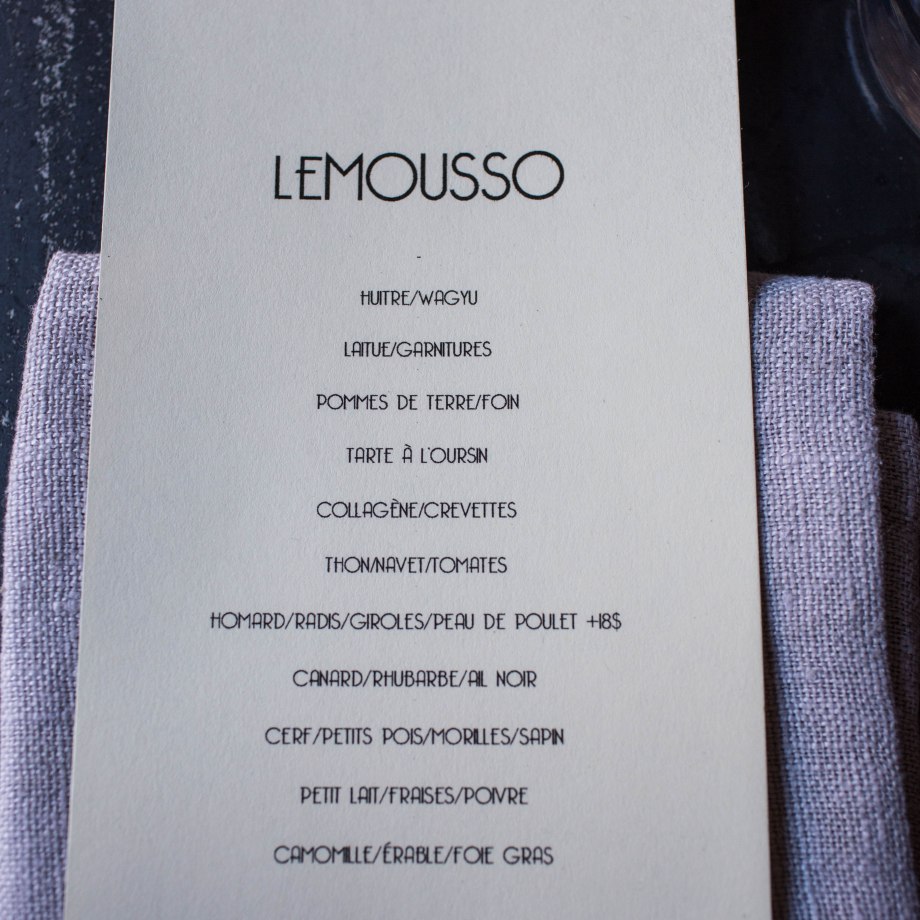 LEMOUSSO
-
HUITRE/WAGYU
LAITUE/GARNITURES
POMMES DE TERRE/FOIN
TARTE À L'OURSIN
COLLAGÈNE/CREVETTES
THON/NAVET/TOMATES
HOMARD/RADIS/GIROLES/PEAU DE POULET +18$
CANARD/RHUBARBE/AIL NOIR
CERF/PETITS POIS/MORILLES/SAPIN
PETIT LAIT/FRAISES/POIVRE
CAMOMILLE/ÉRABLE/FOIE GRAS